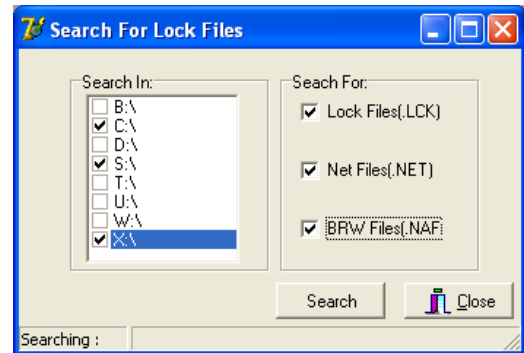 Search For Lock Files
Search In:
B:\
C:\
D:\
S:\
T:\
U:\
W:\
X:\
Seach For:
Lock Files(.LCK)
Net Files(.NET)
BRW Files(.NAF
Search
Close
Searching :